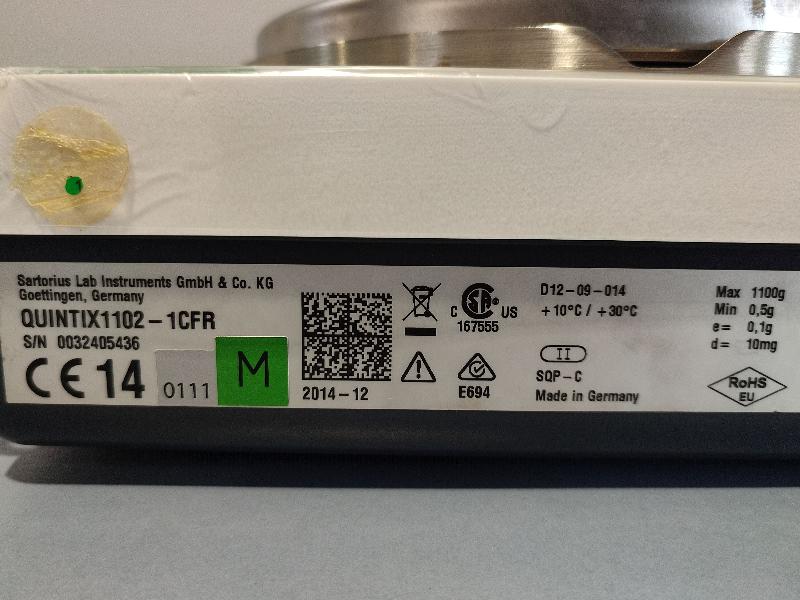 Sartorius Lab Instruments GmbH & Co. KG
Goettingen, Germany
QUINTIX1102-1CFR
S/N 0032405436
CE 14 0111 M
2014-12
C SA US
167555
E694
D12-09-014
+10°C / +30°C
II
SQP-C
Made in Germany
Max 1100g
Min 0,5g
e= 0,1g
d= 10mg
RoHS
EU